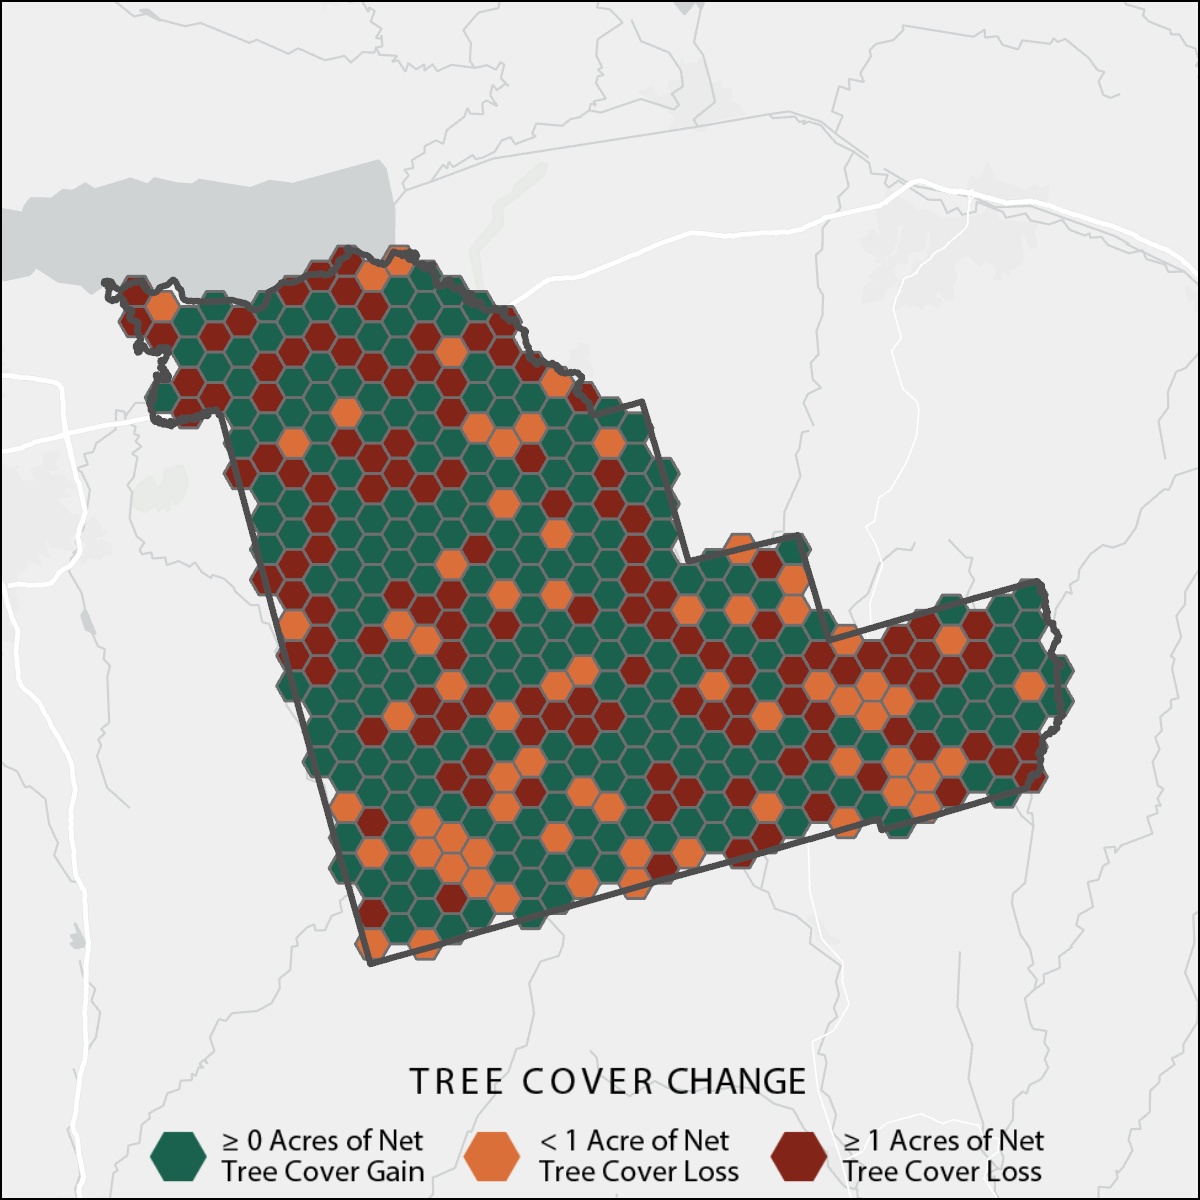 TREE COVER CHANGE
≥ 0 Acres of Net
Tree Cover Gain
< 1 Acre of Net
Tree Cover Loss
≥ 1 Acres of Net
Tree Cover Loss